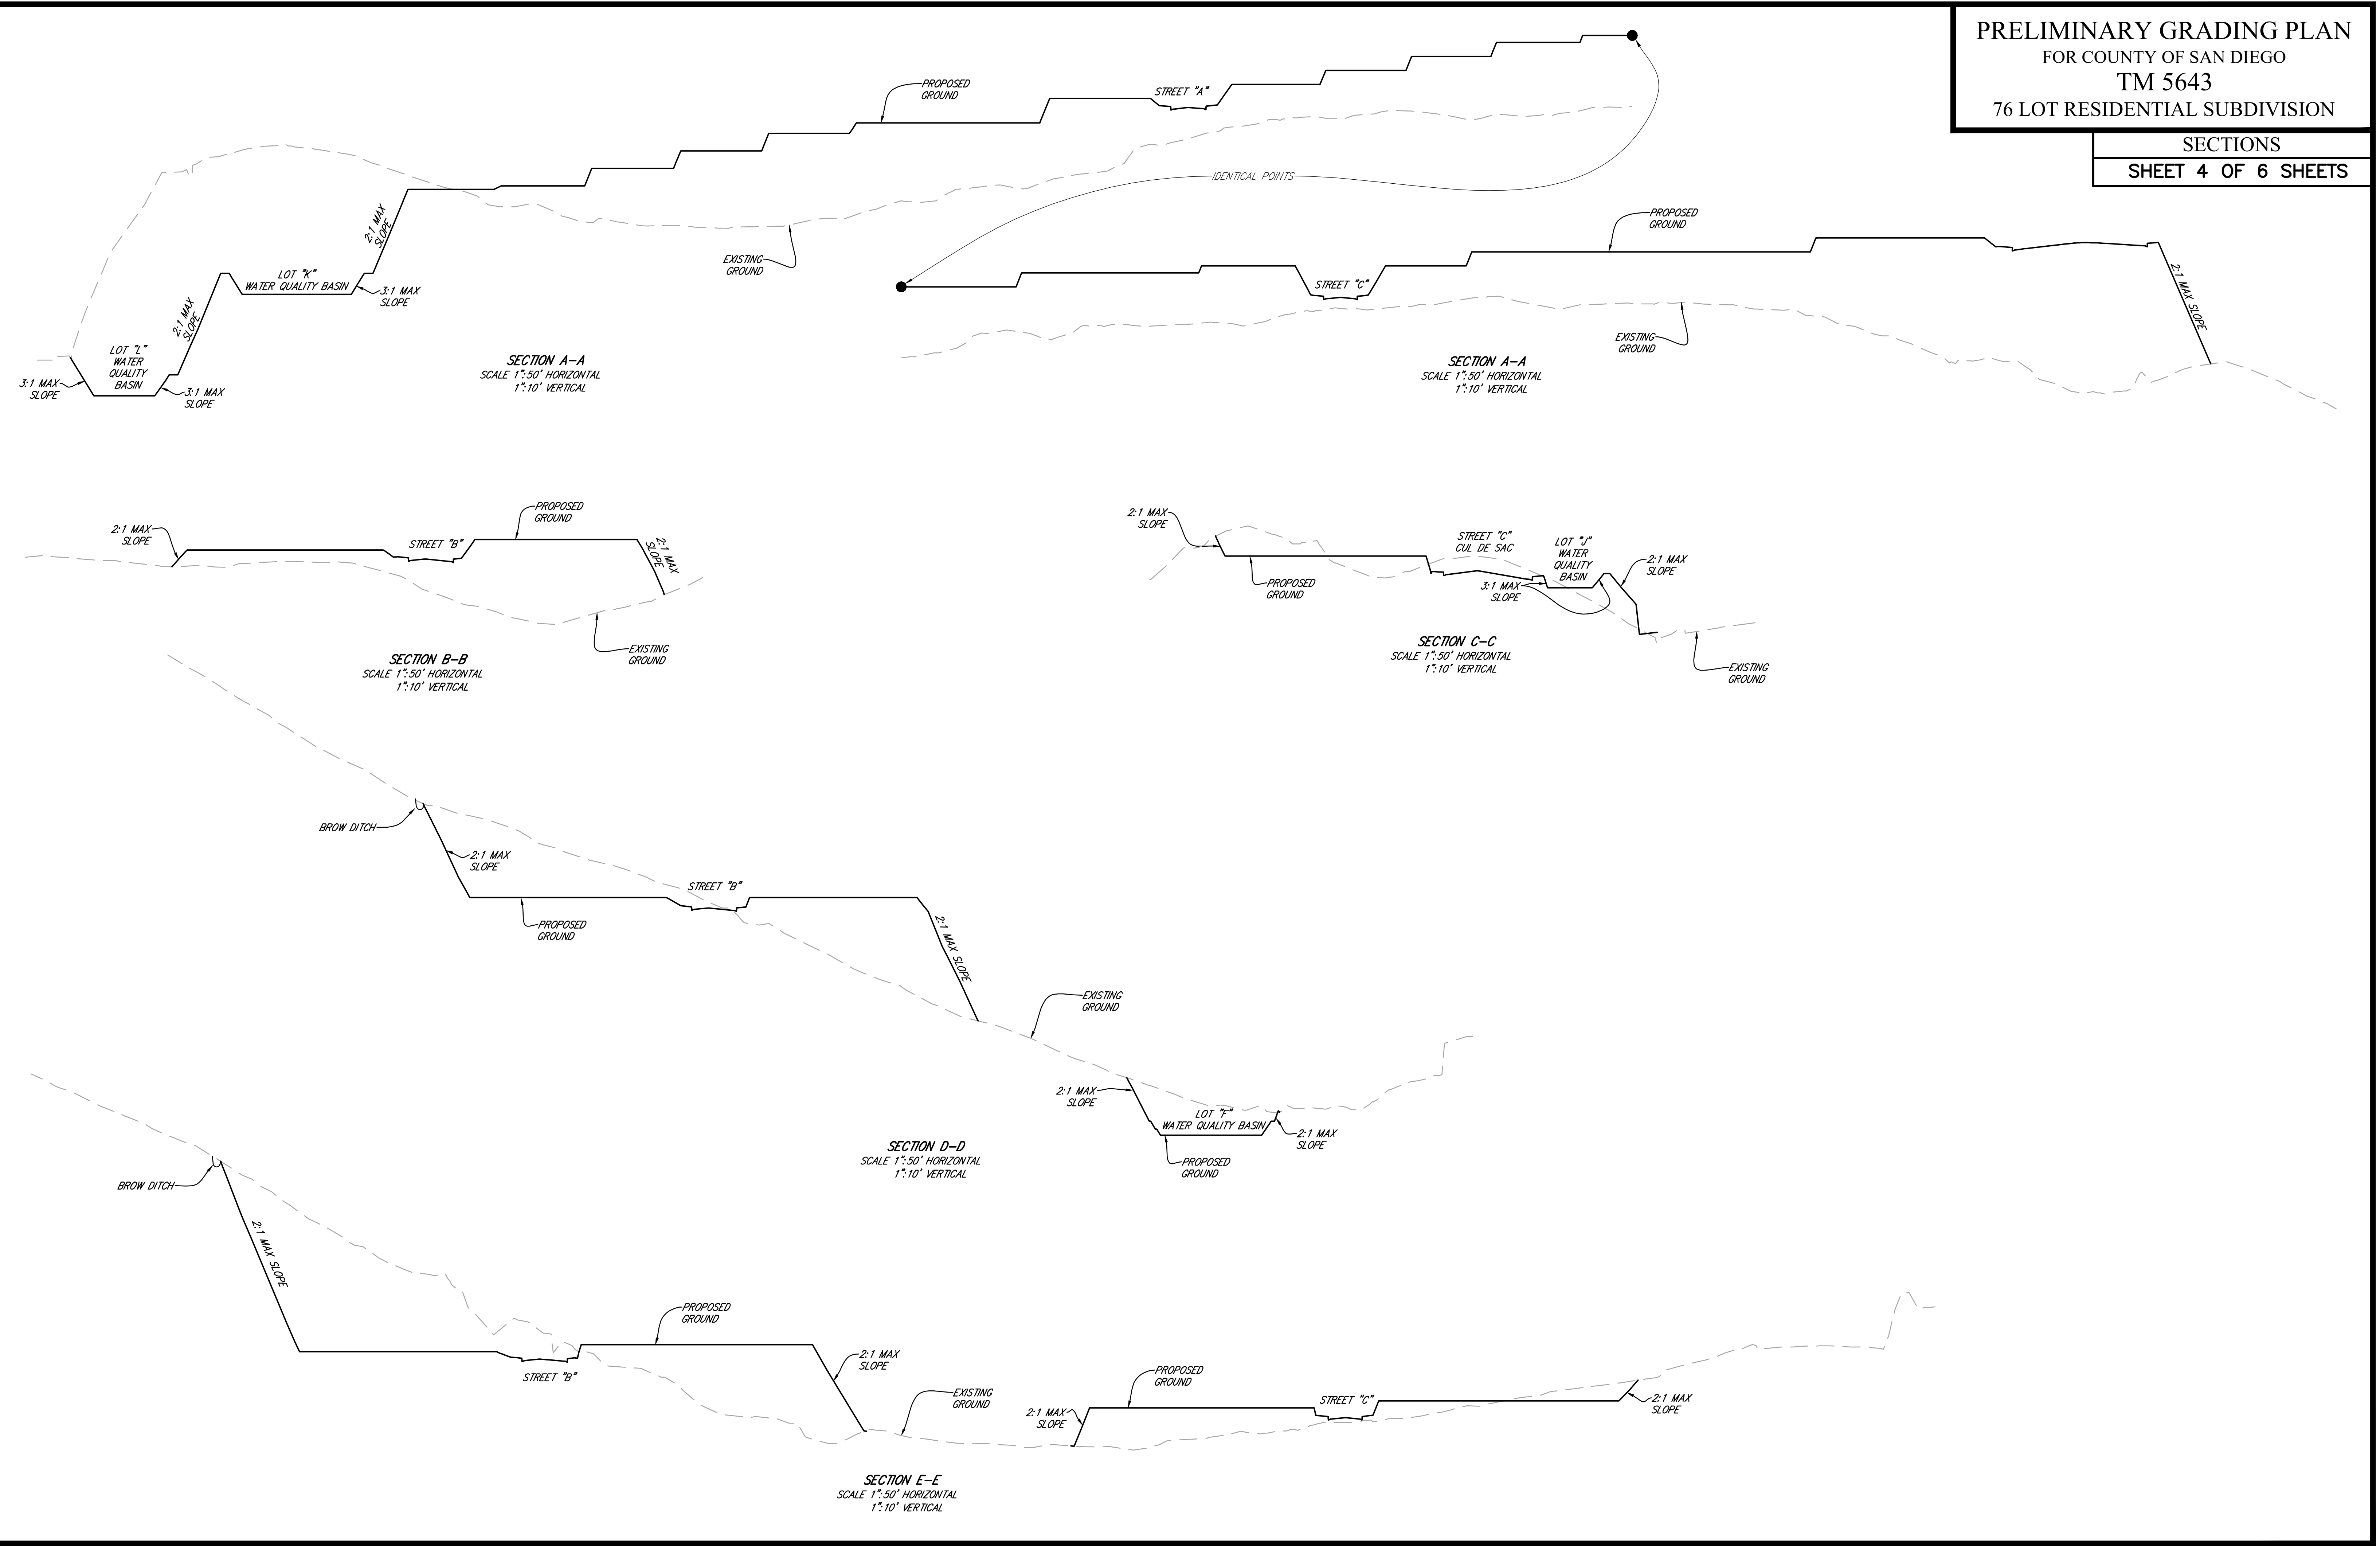 PRELIMINARY GRADING PLAN
FOR COUNTY OF SAN DIEGO
TM 5643
76 LOT RESIDENTIAL SUBDIVISION
SECTIONS
SHEET 4 OF 6 SHEETS
PROPOSED
GROUND
STREET "A"
IDENTICAL POINTS
2:1 MAX
SLOPE
EXISTING
GROUND
LOT "K"
WATER QUALITY BASIN
3:1 MAX
SLOPE
2:1 MAX
SLOPE
LOT "L"
WATER
QUALITY
BASIN
3:1 MAX
SLOPE
3:1 MAX
SLOPE
SECTION A-A
SCALE 1":50' HORIZONTAL
1":10' VERTICAL
PROPOSED
GROUND
STREET "C"
2:1 MAX SLOPE
EXISTING
GROUND
SECTION A-A
SCALE 1":50' HORIZONTAL
1":10' VERTICAL
2:1 MAX
SLOPE
PROPOSED
GROUND
STREET "B"
2:1 MAX
SLOPE
EXISTING
GROUND
SECTION B-B
SCALE 1":50' HORIZONTAL
1":10' VERTICAL
2:1 MAX
SLOPE
STREET "C"
CUL DE SAC
LOT "J"
WATER
QUALITY
BASIN
2:1 MAX
SLOPE
PROPOSED
GROUND
3:1 MAX
SLOPE
SECTION C-C
SCALE 1":50' HORIZONTAL
1":10' VERTICAL
EXISTING
GROUND
BROW DITCH
2:1 MAX
SLOPE
STREET "B"
PROPOSED
GROUND
2:1 MAX SLOPE
EXISTING
GROUND
2:1 MAX
SLOPE
LOT "F"
WATER QUALITY BASIN
2:1 MAX
SLOPE
PROPOSED
GROUND
SECTION D-D
SCALE 1":50' HORIZONTAL
1":10' VERTICAL
BROW DITCH
2:1 MAX SLOPE
PROPOSED
GROUND
STREET "B"
2:1 MAX
SLOPE
EXISTING
GROUND
2:1 MAX
SLOPE
PROPOSED
GROUND
STREET "C"
2:1 MAX
SLOPE
SECTION E-E
SCALE 1":50' HORIZONTAL
1":10' VERTICAL